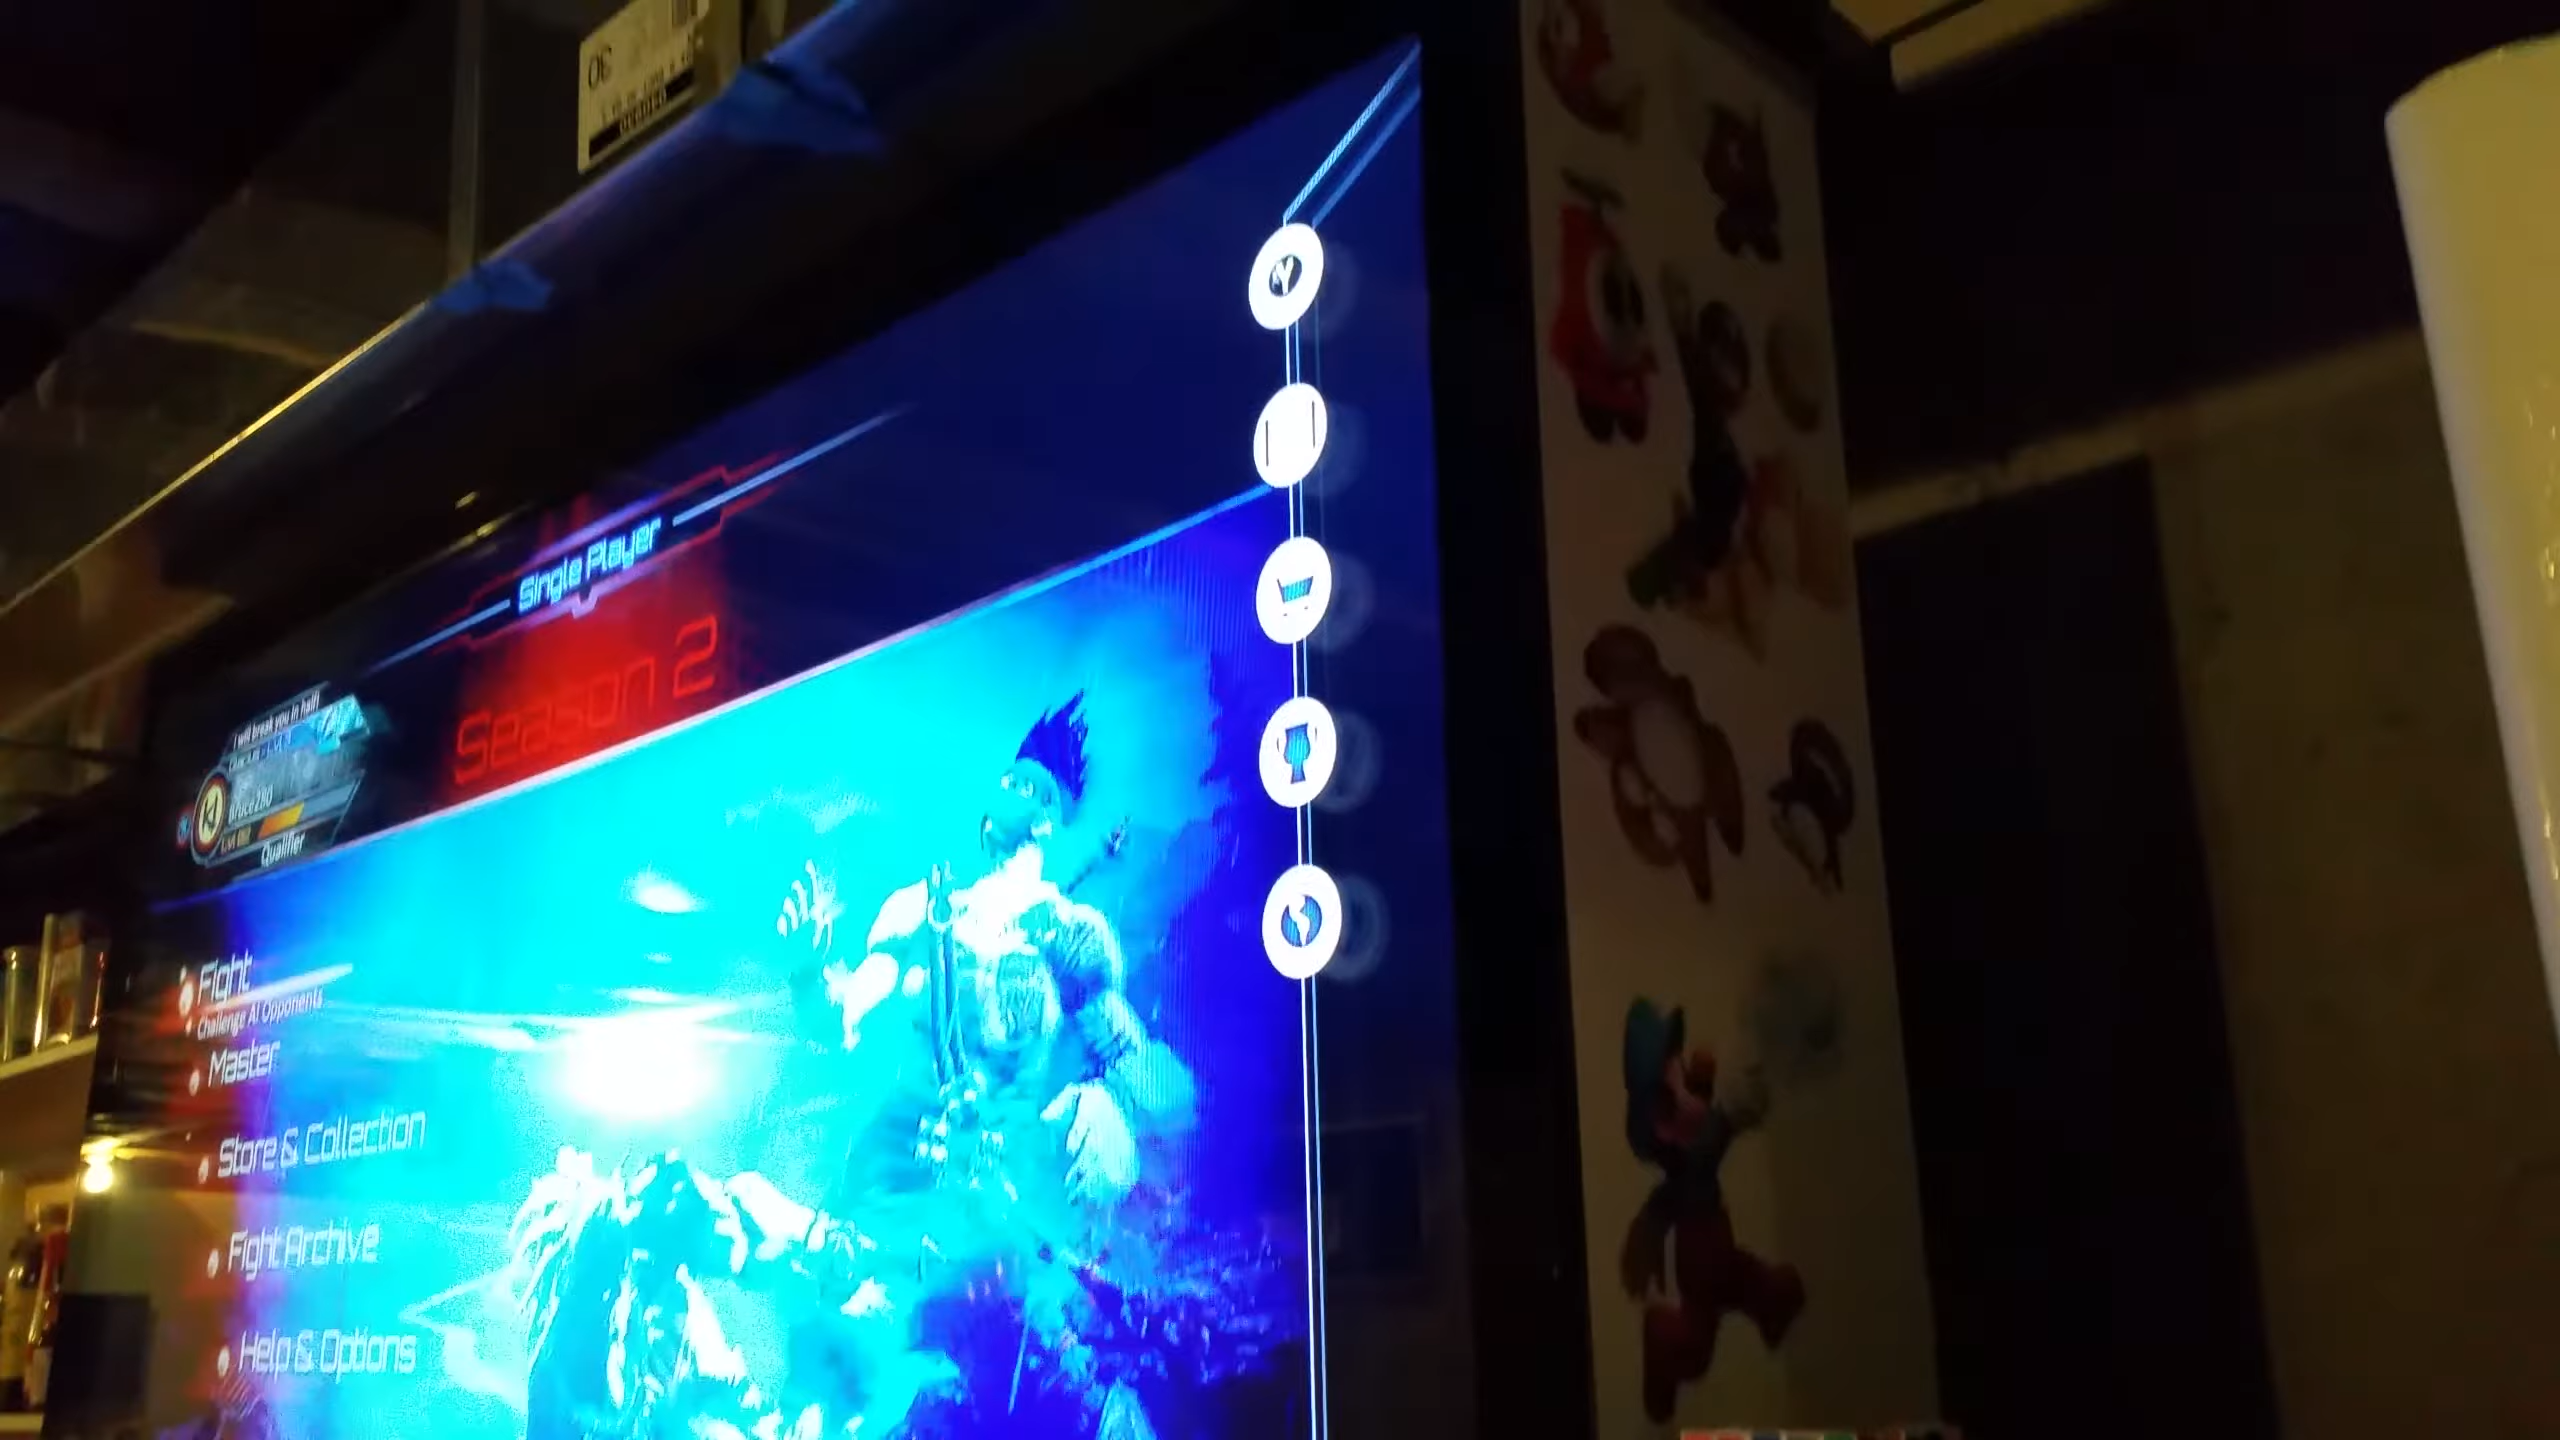 Single Player
Season 2
I will break you in half!
Bruce280
Qualifier
Fight
Challenge AI Opponents
Master
Store & Collection
Fight Archive
Help & Options